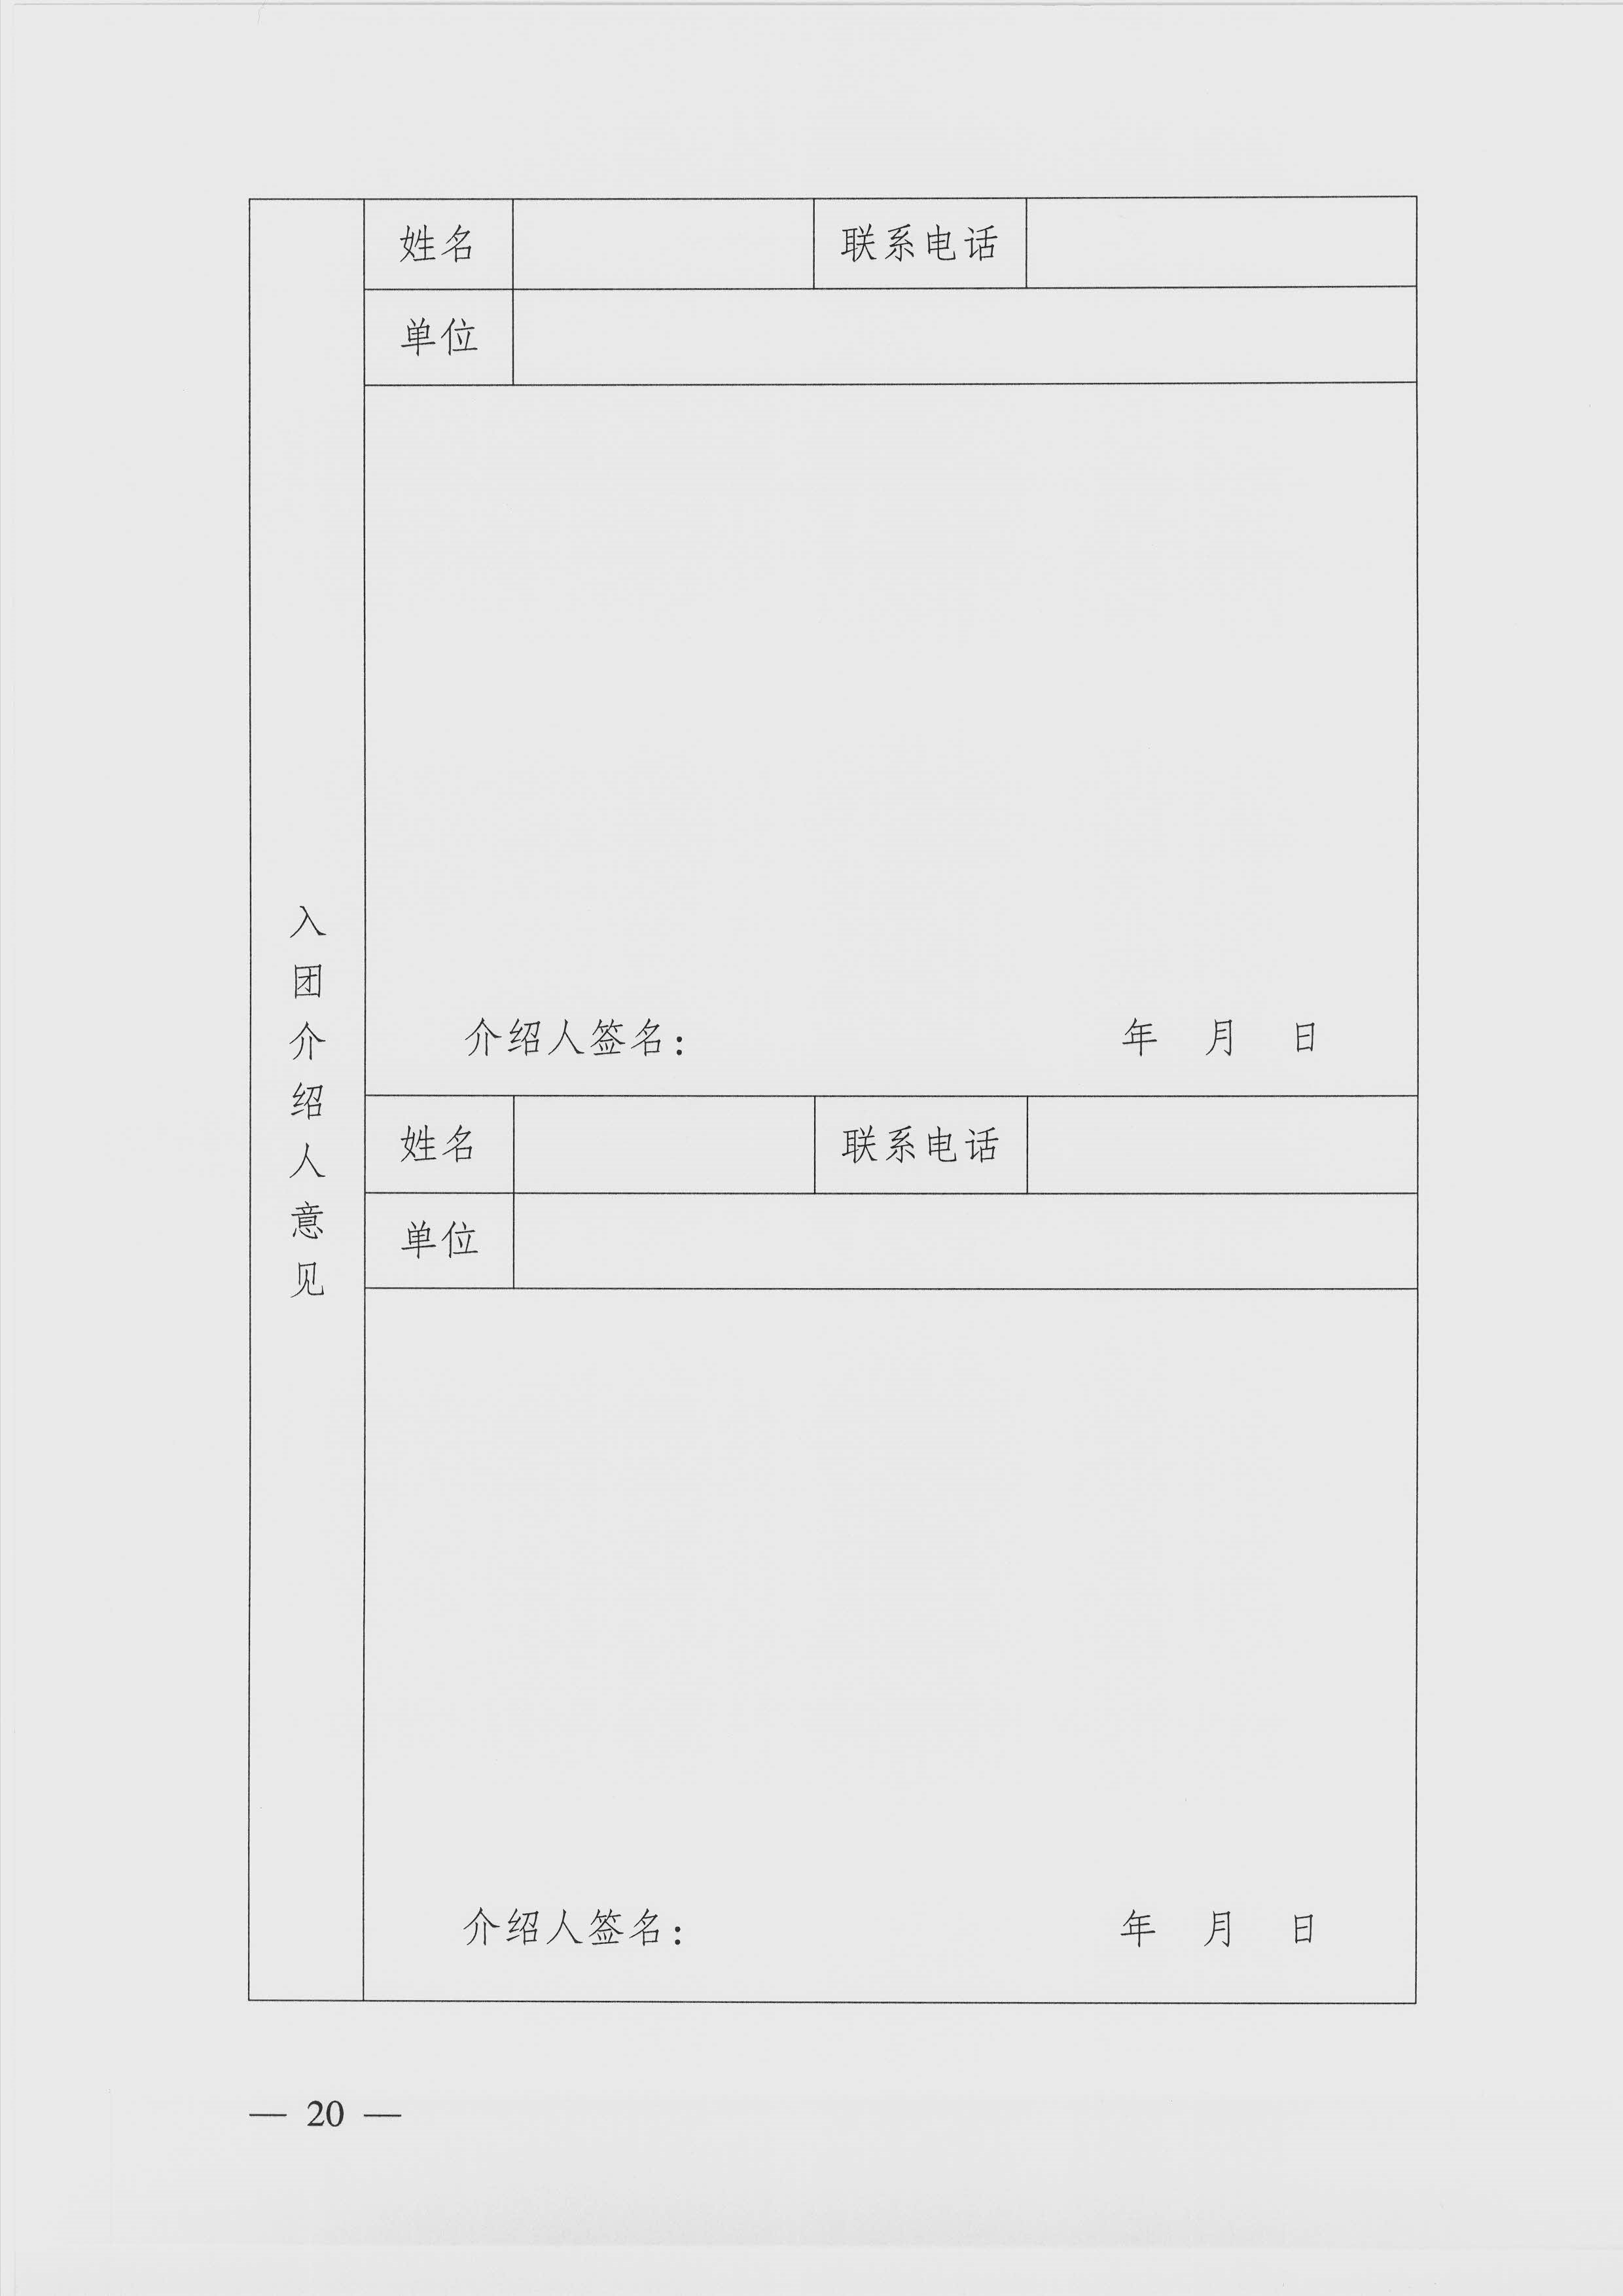 姓名 联系电话
单位
介绍人签名： 年 月 日
入团介绍人意见
姓名 联系电话
单位
介绍人签名： 年 月 日
— 20 —